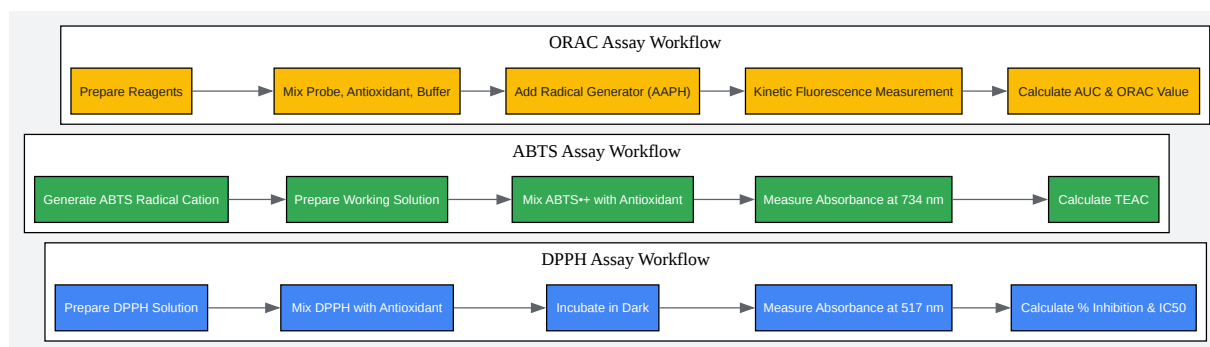 ORAC Assay Workflow
Prepare Reagents
Mix Probe, Antioxidant, Buffer
Add Radical Generator (AAPH)
Kinetic Fluorescence Measurement
Calculate AUC & ORAC Value
ABTS Assay Workflow
Generate ABTS Radical Cation
Prepare Working Solution
Mix ABTS•+ with Antioxidant
Measure Absorbance at 734 nm
Calculate TEAC
DPPH Assay Workflow
Prepare DPPH Solution
Mix DPPH with Antioxidant
Incubate in Dark
Measure Absorbance at 517 nm
Calculate % Inhibition & IC50